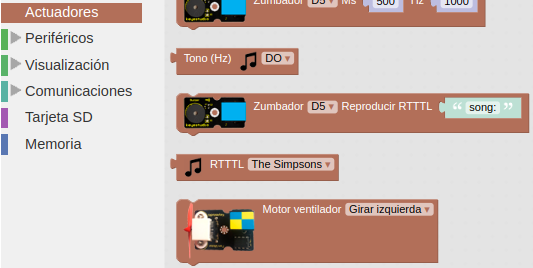 Actuadores
Periféricos
Visualización
Comunicaciones
Tarjeta SD
Memoria
Zumbador D5 Ms 500 Hz 1000
Tono (Hz) DO
Zumbador D5 Reproducir RTTTL “ song: ”
RTTTL The Simpsons
Motor ventilador Girar izquierda